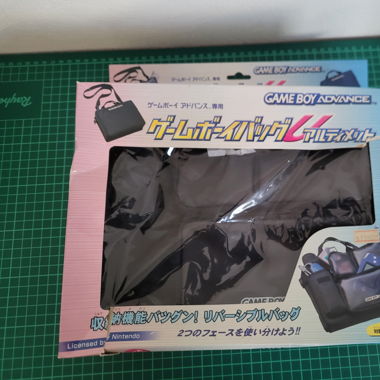 ゲームボーイ アドバンス専用
GAME BOY ADVANCE
ゲームボーイ アドバンス専用
GAME BOY ADVANCE
ゲームボーイバッグU
アルティメット
GAME BOY
収納機能バツグン! リバーシブルバッグ
2つのフェースを使い分けよう!!
Licensed by Nintendo